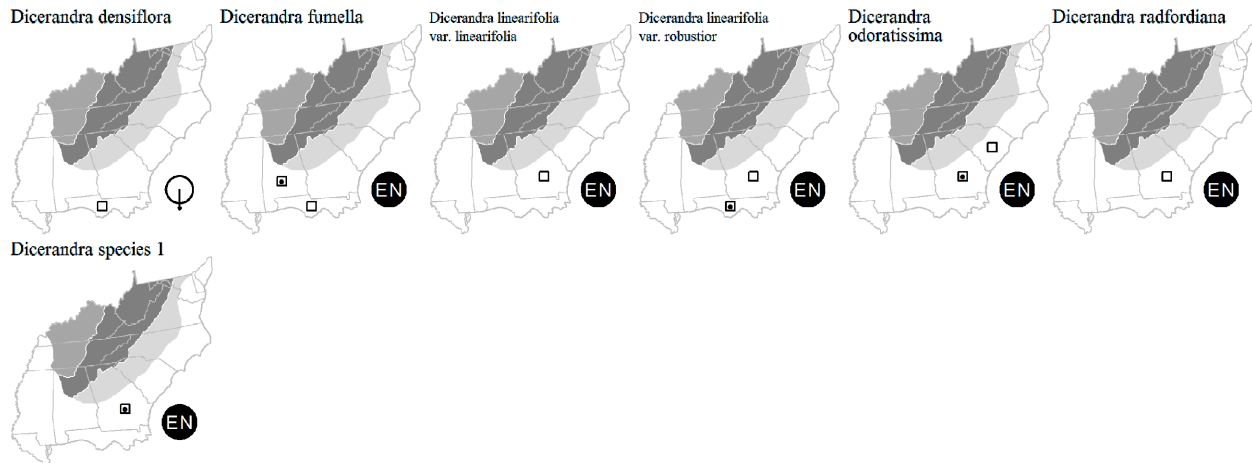 Dicerandra densiflora
Dicerandra fumella
Dicerandra linearifolia
var. linearifolia
Dicerandra linearifolia
var. robustior
Dicerandra
odoratissima
Dicerandra radfordiana
EN
EN
EN
EN
EN
Dicerandra species 1
EN